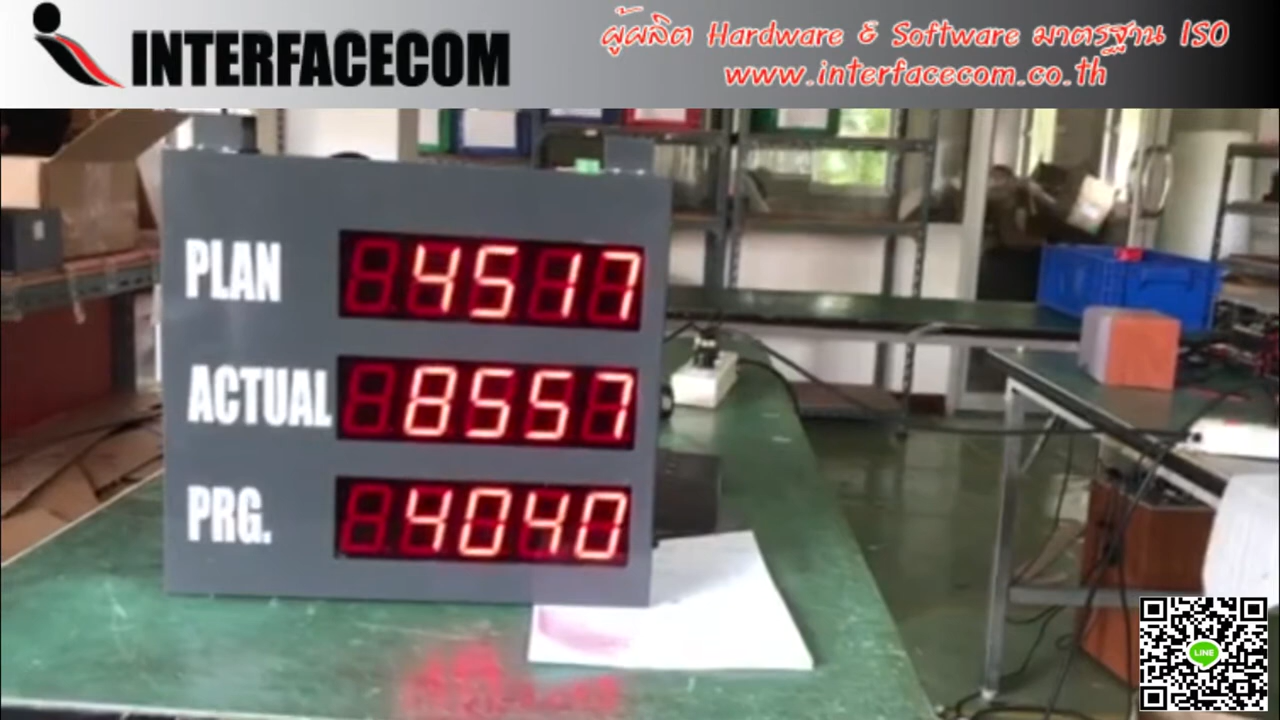 INTERFACECOM
ผู้ผลิต Hardware & Software มาตรฐาน ISO
www.interfacecom.co.th
PLAN 4517
ACTUAL 8557
PRG. 4040
LINE